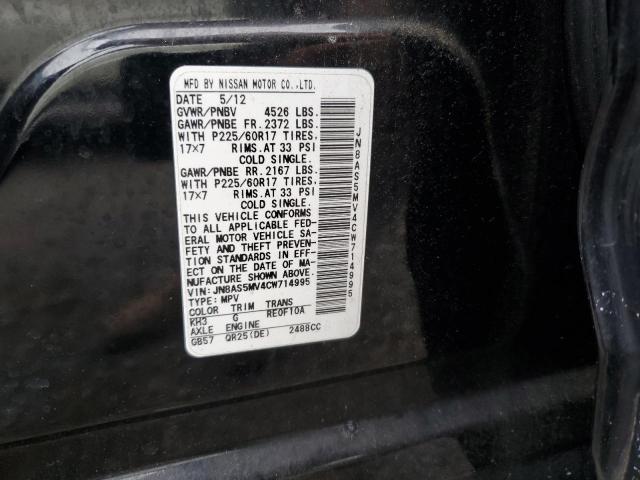 MFD BY NISSAN MOTOR CO.,LTD.
DATE 5/12
GVWR/PNBV 4526 LBS.
GAWR/PNBE FR.2372 LBS.
WITH P225/60R17 TIRES.
17×7 RIMS.AT 33 PSI
COLD SINGLE.
GAWR/PNBE RR.2167 LBS.
WITH P225/60R17 TIRES.
17×7 RIMS.AT 33 PSI
COLD SINGLE.
THIS VEHICLE CONFORMS
TO ALL APPLICABLE FED-
ERAL MOTOR VEHICLE SA-
FETY AND THEFT PREVEN-
TION STANDARDS IN EFF-
ECT ON THE DATE OF MA-
NUFACTURE SHOWN ABOVE.
VIN: JN8AS5MV4CW714995
TYPE: MPV
COLOR TRIM TRANS
KH3 G RE0F10A
AXLE ENGINE
GB57 QR25(DE) 2488CC
JN8AS5MV4CW714995